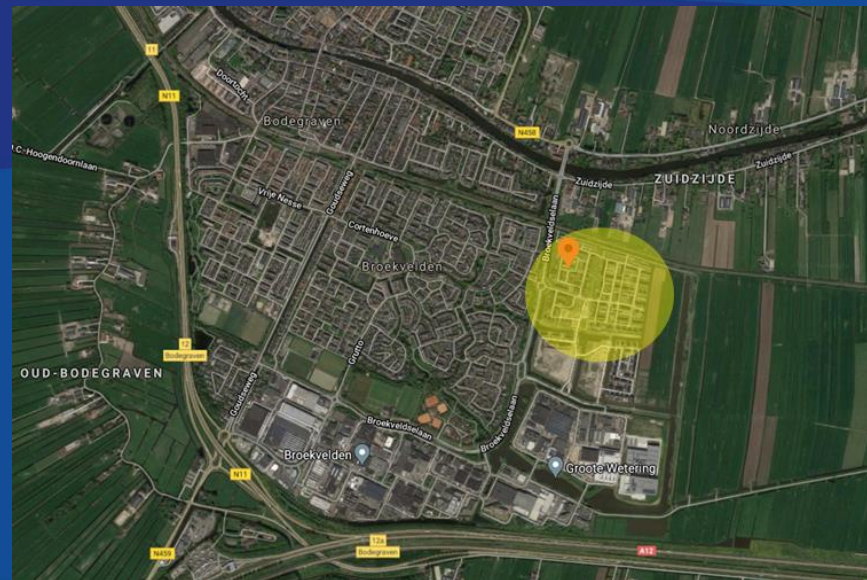 11
N11
Doortocht
Bodegraven
N458
Noordzijde
J.C.-Hoogendoornlaan
Zuidzijde
Zuidzijde
ZUIDZIJDE
Vrije Nesse
Goudseweg
Cortenhoeve
Broekveldselaan
Broekvelden
12
Bodegraven
OUD-BODEGRAVEN
Grutto
Goudseweg
Broekveldselaan
Broekveldselaan
Broekvelden
Groote-Wetering
N11
12a
Bodegraven
N459
A12